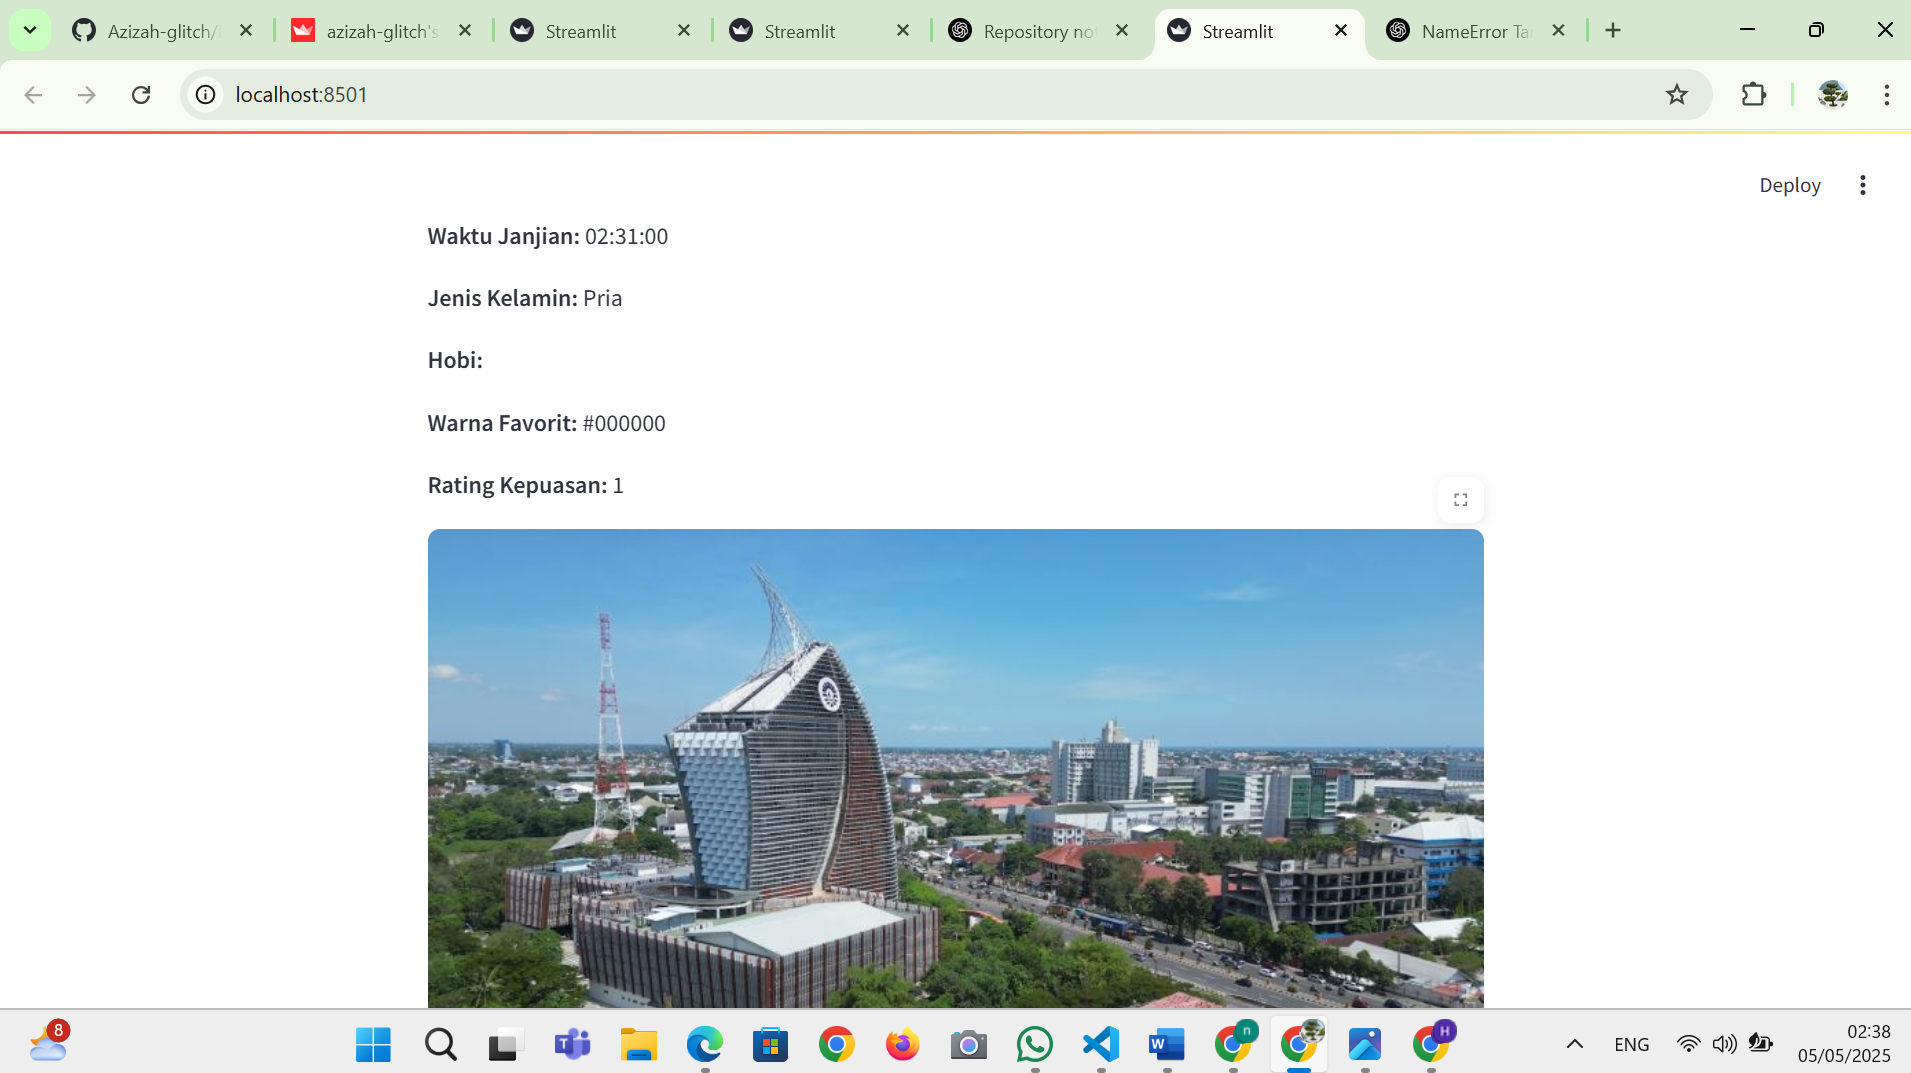 Azizah-glitch/
azizah-glitch's
Streamlit
Streamlit
Repository no
Streamlit
NameError Ta
localhost:8501
Deploy
Waktu Janjian: 02:31:00
Jenis Kelamin: Pria
Hobi:
Warna Favorit: #000000
Rating Kepuasan: 1
8
n
H
ENG
02:38
05/05/2025